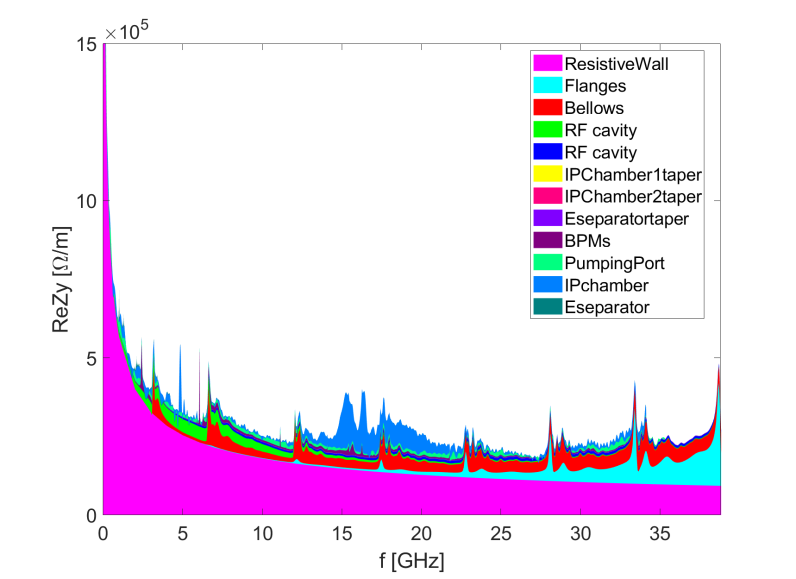 ×10^5
15
10
5
0
ReZy [Ω/m]
0 5 10 15 20 25 30 35
f [GHz]
ResistiveWall
Flanges
Bellows
RF cavity
RF cavity
IPChamber1taper
IPChamber2taper
Eseparatortaper
BPMs
PumpingPort
IPchamber
Eseparator